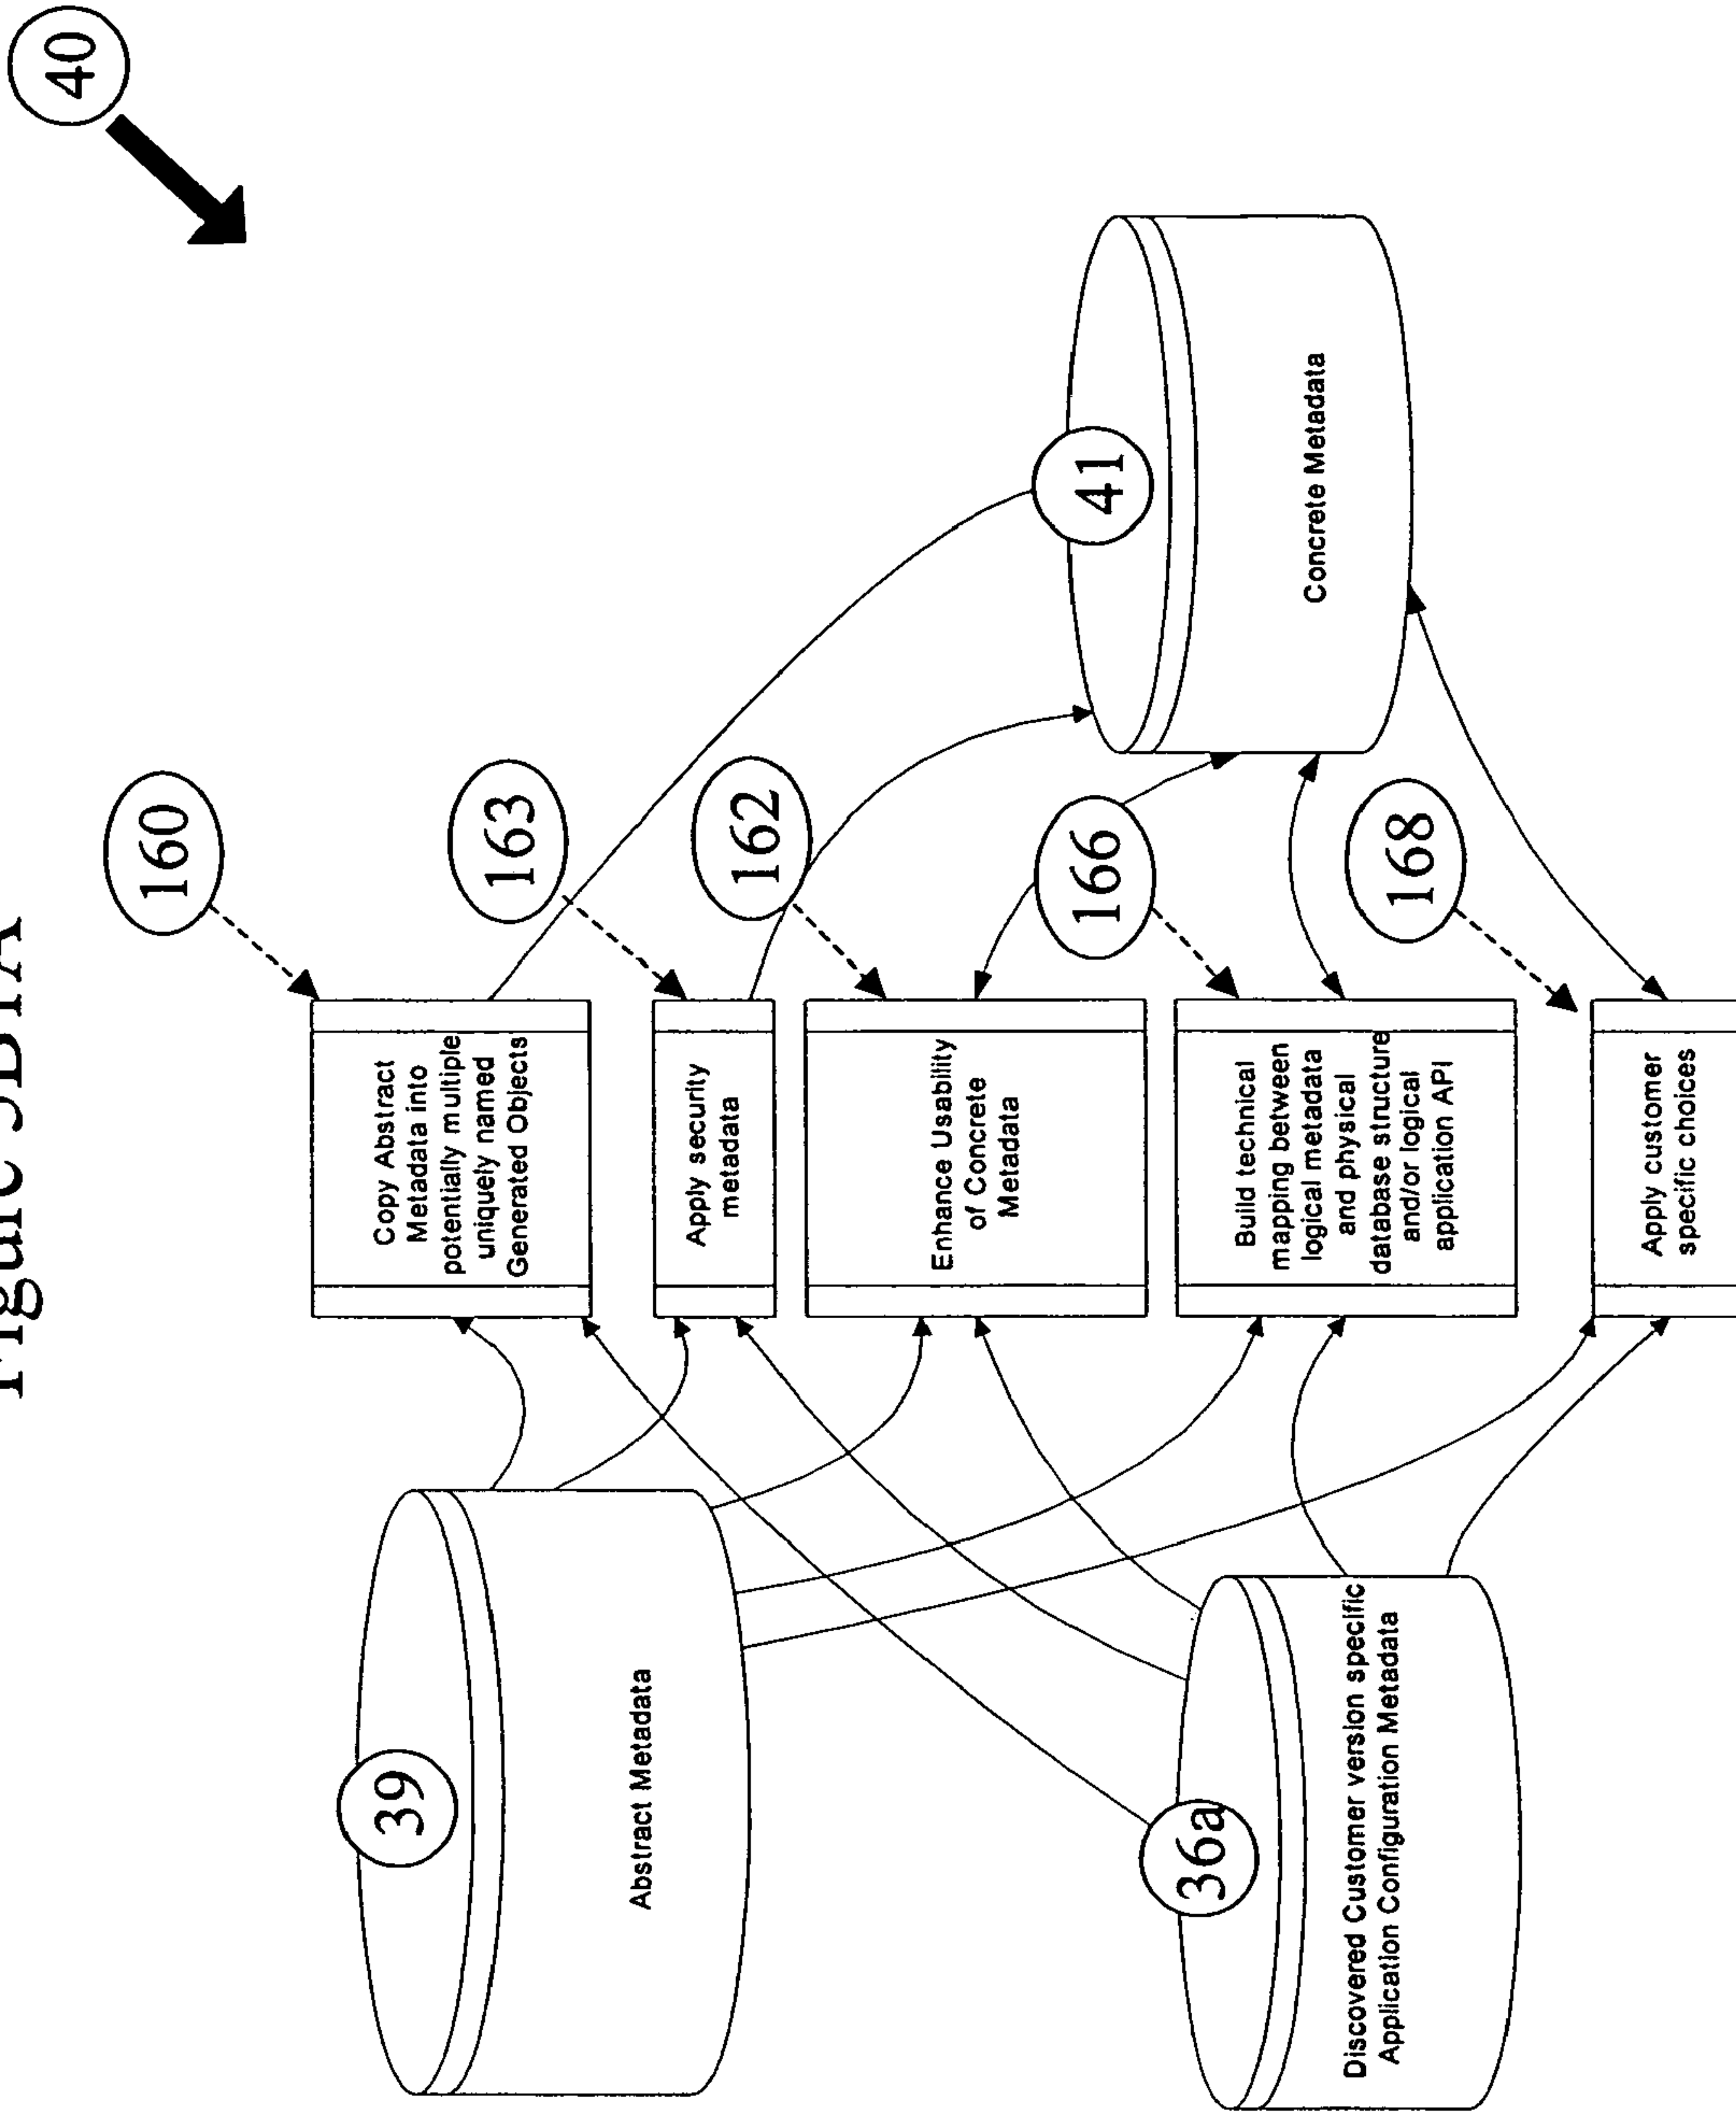 Figure
40
160
39
Abstract Metadata
Copy Abstract
Metadata into
potentially multiple
uniquely named
Generated Objects
163
Apply security
metadata
162
Enhance Usability
of Concrete
Metadata
41
Concrete Metadata
36a
Discovered Customer version specific
Application Configuration Metadata
166
Build technical
mapping between
logical metadata
and physical
database structure
and/or logical
application API
168
Apply customer
specific choices